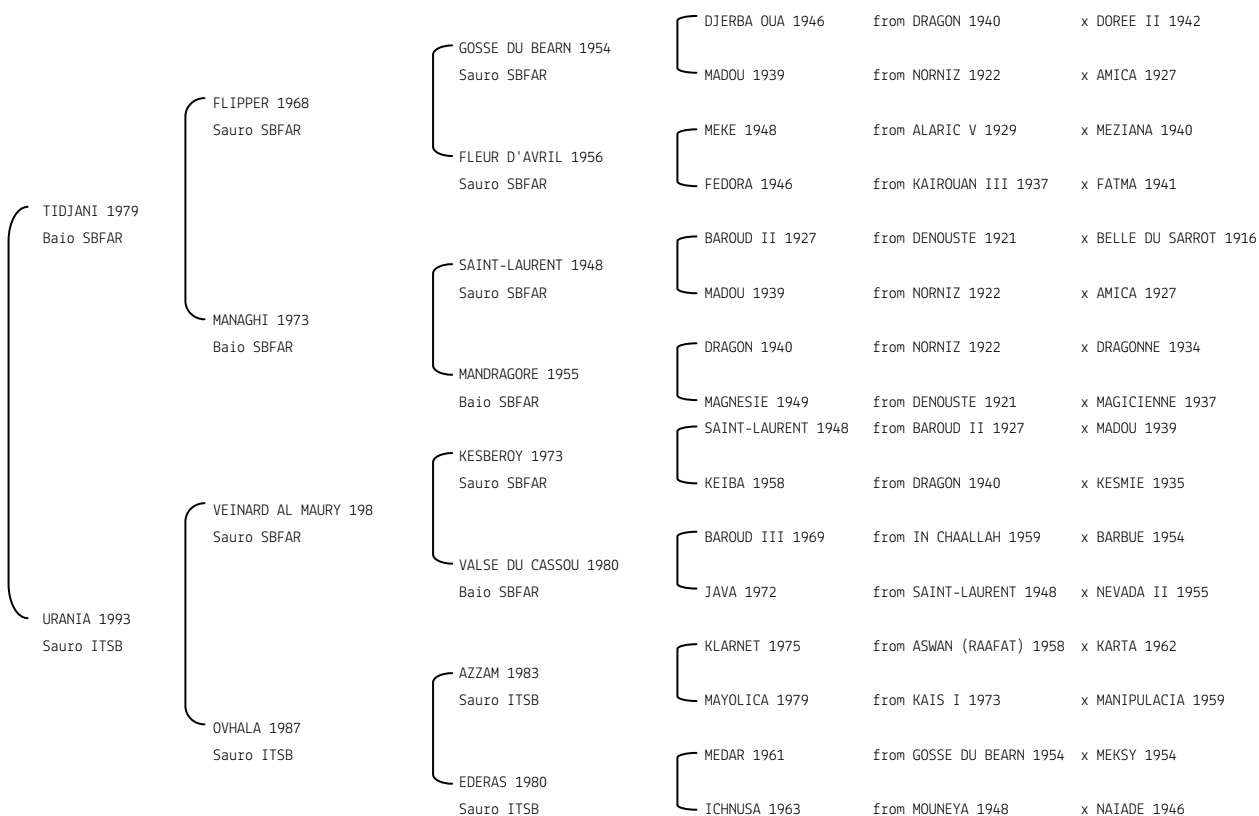 DJERBA OUA 1946 from DRAGON 1940 x DOREE II 1942
GOSSE DU BEARN 1954
Sauro SBFAR
MADOU 1939 from NORNIZ 1922 x AMICA 1927
FLIPPER 1968
Sauro SBFAR
MEKE 1948 from ALARIC V 1929 x MEZIANA 1940
FLEUR D'AVRIL 1956
Sauro SBFAR
FEDORA 1946 from KAIROUAN III 1937 x FATMA 1941
TIDJANI 1979
Baio SBFAR
BAROUD II 1927 from DENOUSTE 1921 x BELLE DU SARROT 1916
SAINT-LAURENT 1948
Sauro SBFAR
MADOU 1939 from NORNIZ 1922 x AMICA 1927
MANAGHI 1973
Baio SBFAR
DRAGON 1940 from NORNIZ 1922 x DRAGONNE 1934
MANDRAGORE 1955
Baio SBFAR
MAGNESIE 1949 from DENOUSTE 1921 x MAGICIENNE 1937
SAINT-LAURENT 1948 from BAROUD II 1927 x MADOU 1939
KESBEROY 1973
Sauro SBFAR
KEIBA 1958 from DRAGON 1940 x KESMIE 1935
VEINARD AL MAURY 198
Sauro SBFAR
BAROUD III 1969 from IN CHAALLAH 1959 x BARBUE 1954
VALSE DU CASSOU 1980
Baio SBFAR
JAVA 1972 from SAINT-LAURENT 1948 x NEVADA II 1955
URANIA 1993
Sauro ITSB
KLARNET 1975 from ASWAN (RAAFAT) 1958 x KARTA 1962
AZZAM 1983
Sauro ITSB
MAYOLICA 1979 from KAIS I 1973 x MANIPULACIA 1959
OVHALA 1987
Sauro ITSB
MEDAR 1961 from GOSSE DU BEARN 1954 x MEKSY 1954
EDERAS 1980
Sauro ITSB
ICHNUSA 1963 from MOUNEYA 1948 x NAIADE 1946